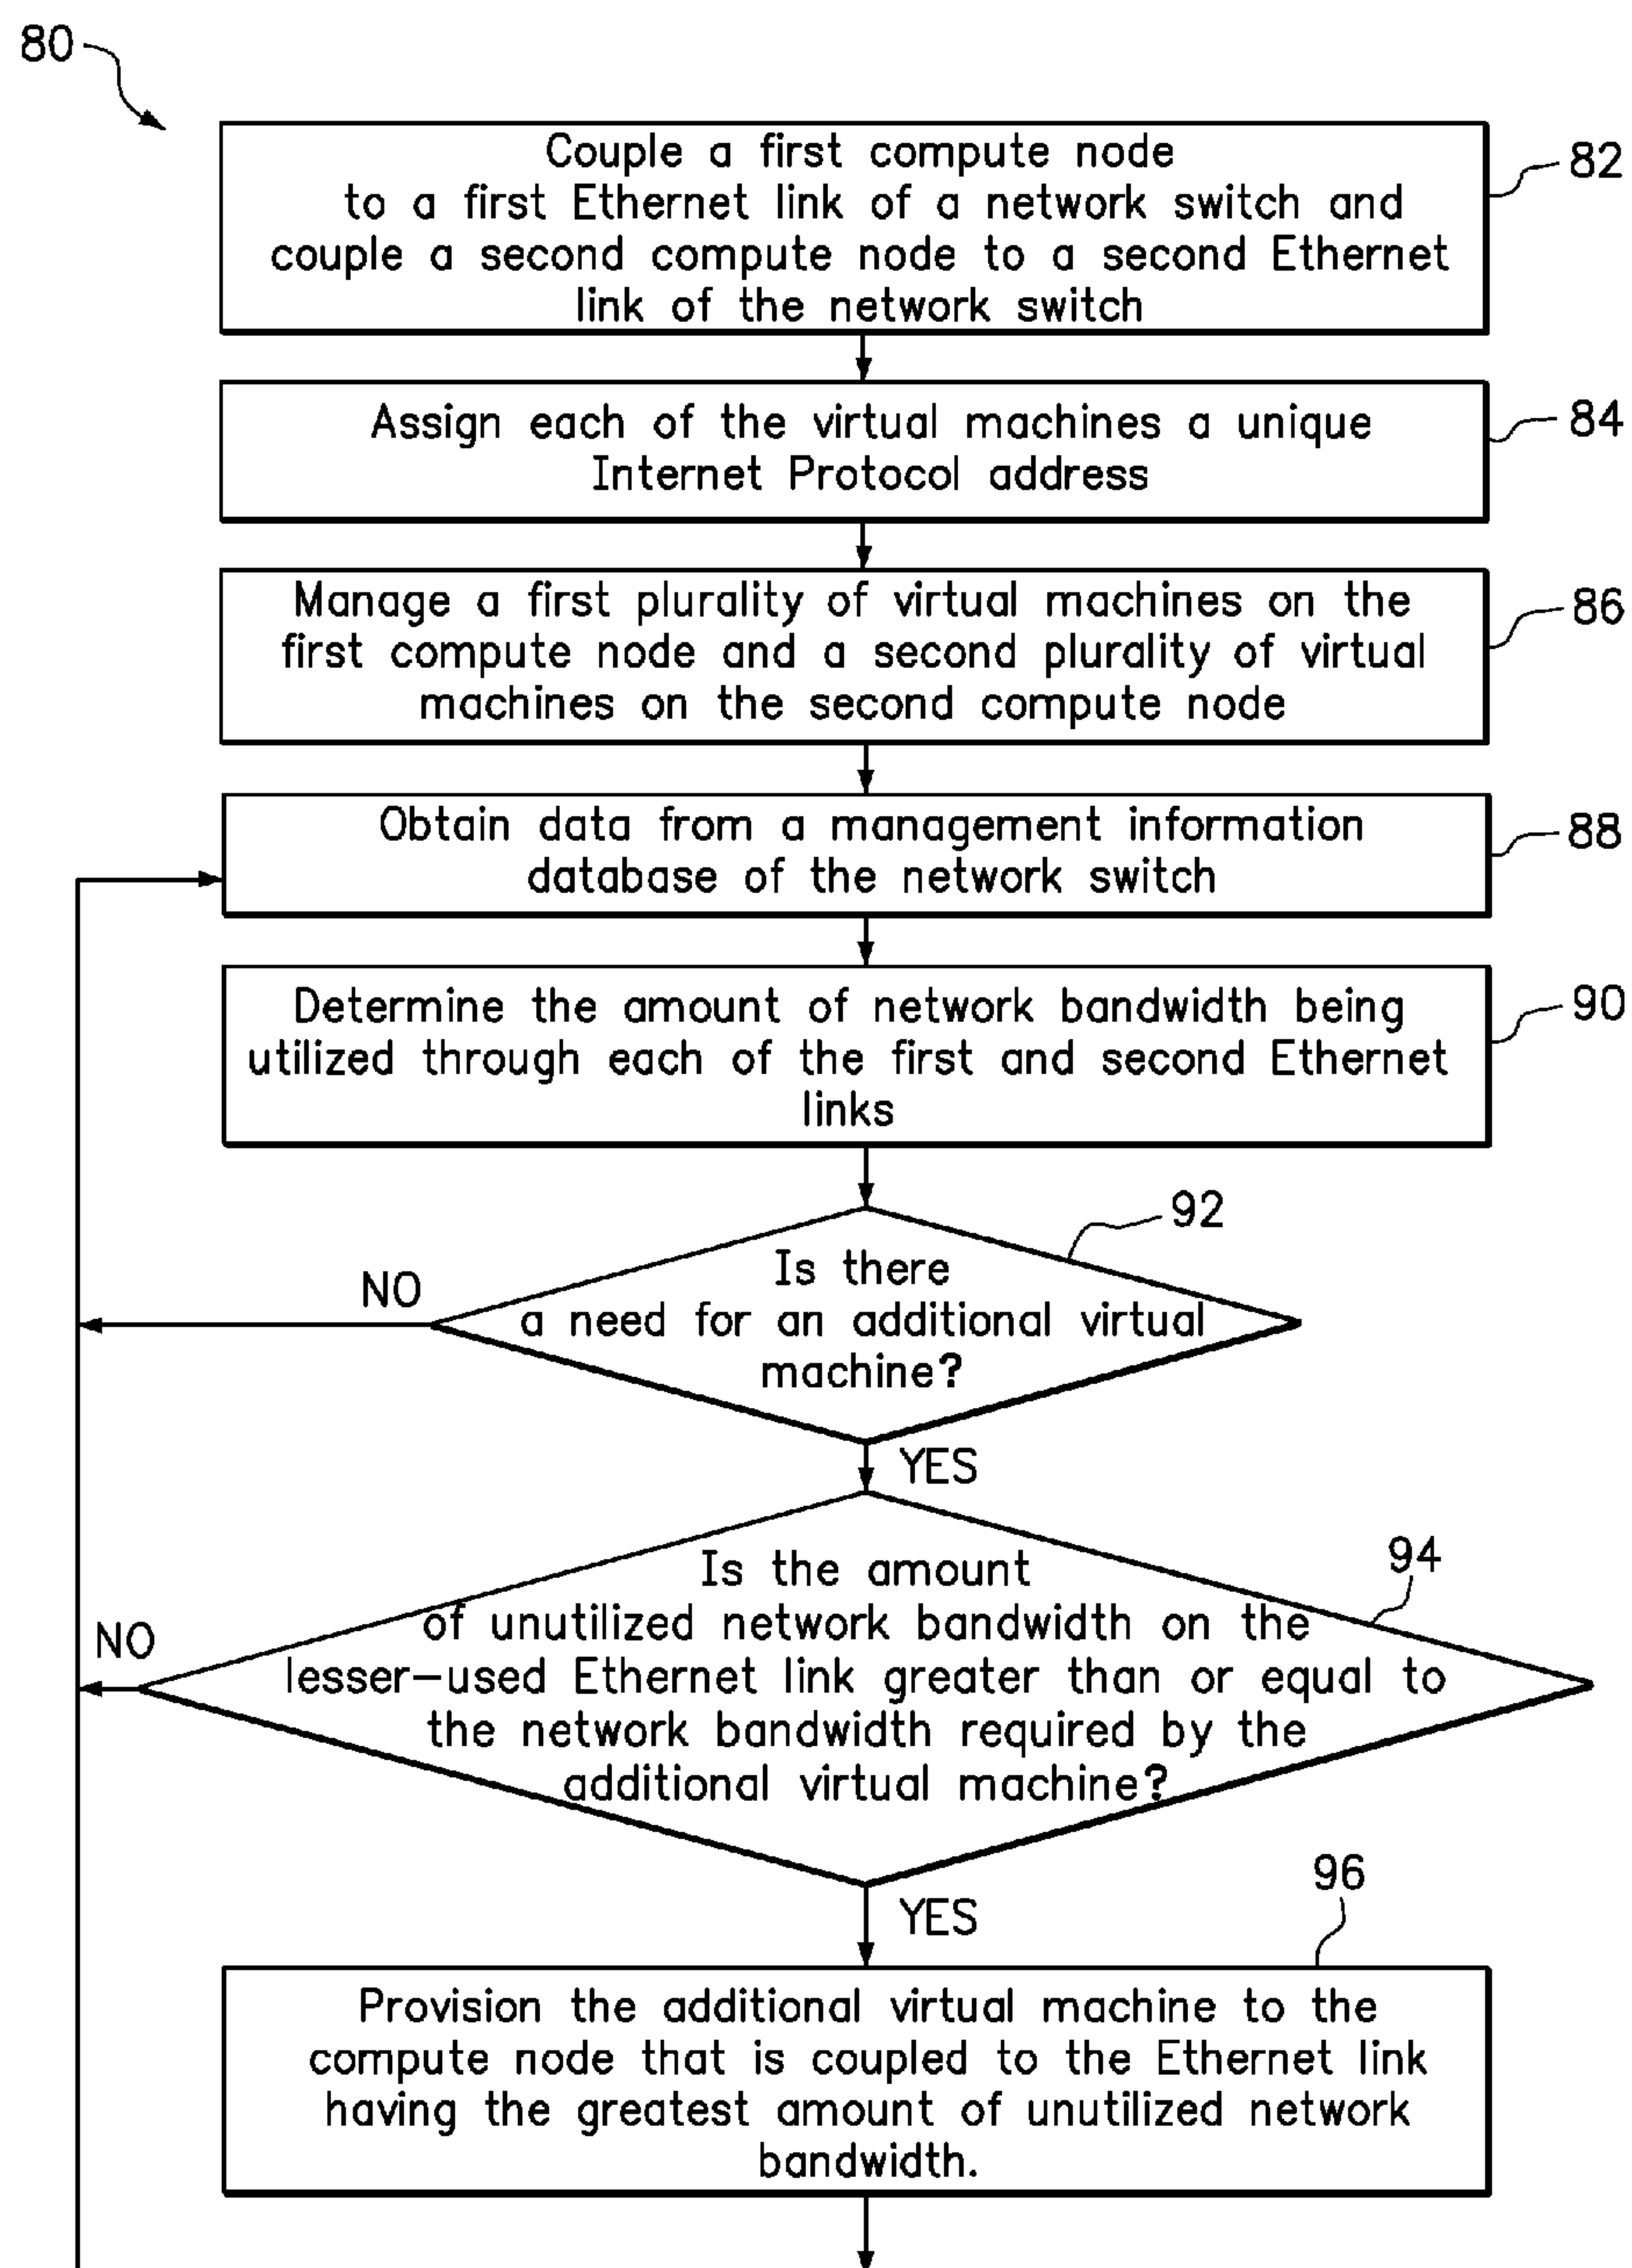 80
Couple a first compute node
to a first Ethernet link of a network switch and
couple a second compute node to a second Ethernet
link of the network switch
82
Assign each of the virtual machines a unique
Internet Protocol address
84
Manage a first plurality of virtual machines on the
first compute node and a second plurality of virtual
machines on the second compute node
86
Obtain data from a management information
database of the network switch
88
Determine the amount of network bandwidth being
utilized through each of the first and second Ethernet
links
90
92
Is there
a need for an additional virtual
machine?
NO
YES
94
Is the amount
of unutilized network bandwidth on the
lesser-used Ethernet link greater than or equal to
the network bandwidth required by the
additional virtual machine?
NO
YES
96
Provision the additional virtual machine to the
compute node that is coupled to the Ethernet link
having the greatest amount of unutilized network
bandwidth.